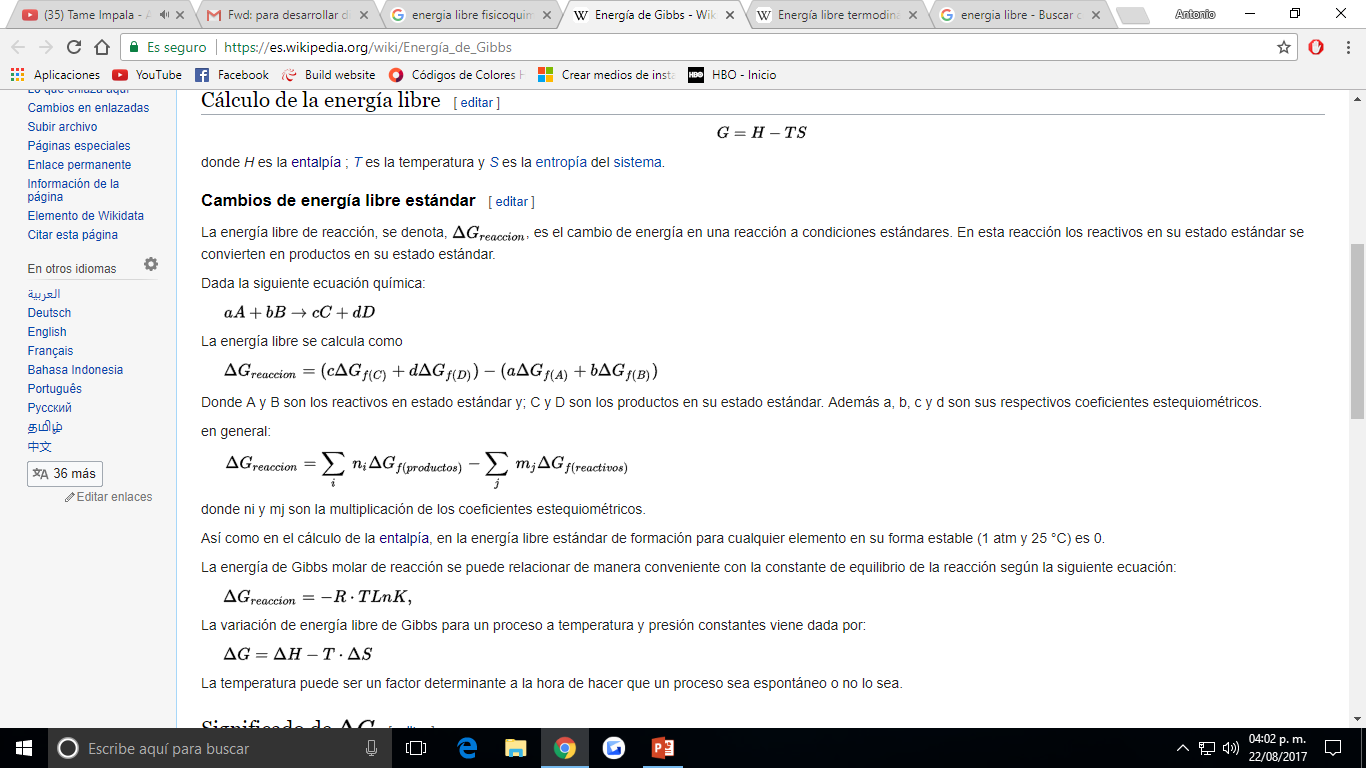 (35) Tame Impala - A
Fwd: para desarrollar d
energia libre fisicoquim
Energía de Gibbs - Wik
Energía libre termodiná
energia libre - Buscar c
Antonio
Es seguro
https://es.wikipedia.org/wiki/Energía_de_Gibbs
Aplicaciones YouTube Facebook Build website Códigos de Colores H Crear medios de insta HBO HBO - Inicio
Lo que enlaza aquí
Cambios en enlazadas
Subir archivo
Páginas especiales
Enlace permanente
Información de la
página
Elemento de Wikidata
Citar esta página
En otros idiomas
العربية
Deutsch
English
Français
Bahasa Indonesia
Português
Русский
தமிழ்
中文
36 más
Editar enlaces
Cálculo de la energía libre [ editar ]
G = H − TS
donde H es la entalpía ; T es la temperatura y S es la entropía del sistema.
Cambios de energía libre estándar [ editar ]
La energía libre de reacción, se denota, ΔG_reaccion, es el cambio de energía en una reacción a condiciones estándares. En esta reacción los reactivos en su estado estándar se
convierten en productos en su estado estándar.
Dada la siguiente ecuación química:
aA + bB → cC + dD
La energía libre se calcula como
ΔG_reaccion = (cΔG_f(C) + dΔG_f(D)) − (aΔG_f(A) + bΔG_f(B))
Donde A y B son los reactivos en estado estándar y; C y D son los productos en su estado estándar. Además a, b, c y d son sus respectivos coeficientes estequiométricos.
en general:
ΔG_reaccion = ∑_i n_iΔG_f(productos) − ∑_j m_jΔG_f(reactivos)
donde ni y mj son la multiplicación de los coeficientes estequiométricos.
Así como en el cálculo de la entalpía, en la energía libre estándar de formación para cualquier elemento en su forma estable (1 atm y 25 °C) es 0.
La energía de Gibbs molar de reacción se puede relacionar de manera conveniente con la constante de equilibrio de la reacción según la siguiente ecuación:
ΔG_reaccion = −R · TLnK,
La variación de energía libre de Gibbs para un proceso a temperatura y presión constantes viene dada por:
ΔG = ΔH − T · ΔS
La temperatura puede ser un factor determinante a la hora de hacer que un proceso sea espontáneo o no lo sea.
Significado de ΔG [ editar ]
Escribe aquí para buscar
04:02 p. m.
22/08/2017